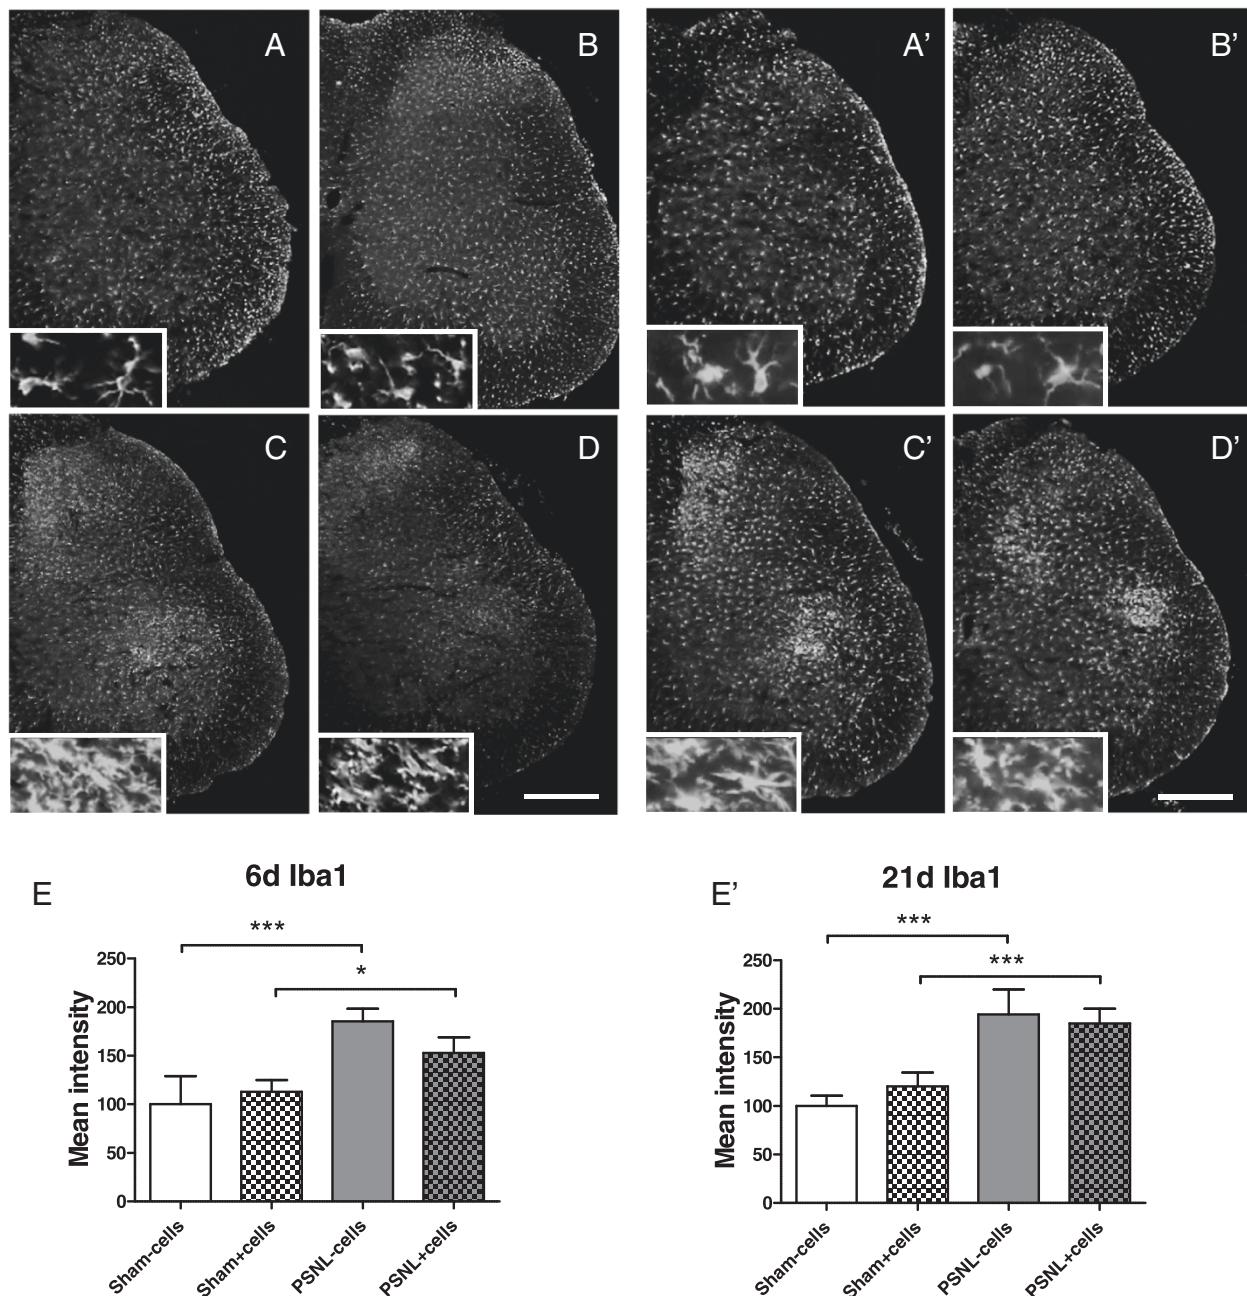 A
B
A'
B'
C
D
C'
D'
E
6d Iba1
***
*
250
200
150
100
50
0
Mean intensity
Sham-cells
Sham+cells
PSNL-cells
PSNL+cells
E'
21d Iba1
***
***
250
200
150
100
50
0
Mean intensity
Sham-cells
Sham+cells
PSNL-cells
PSNL+cells